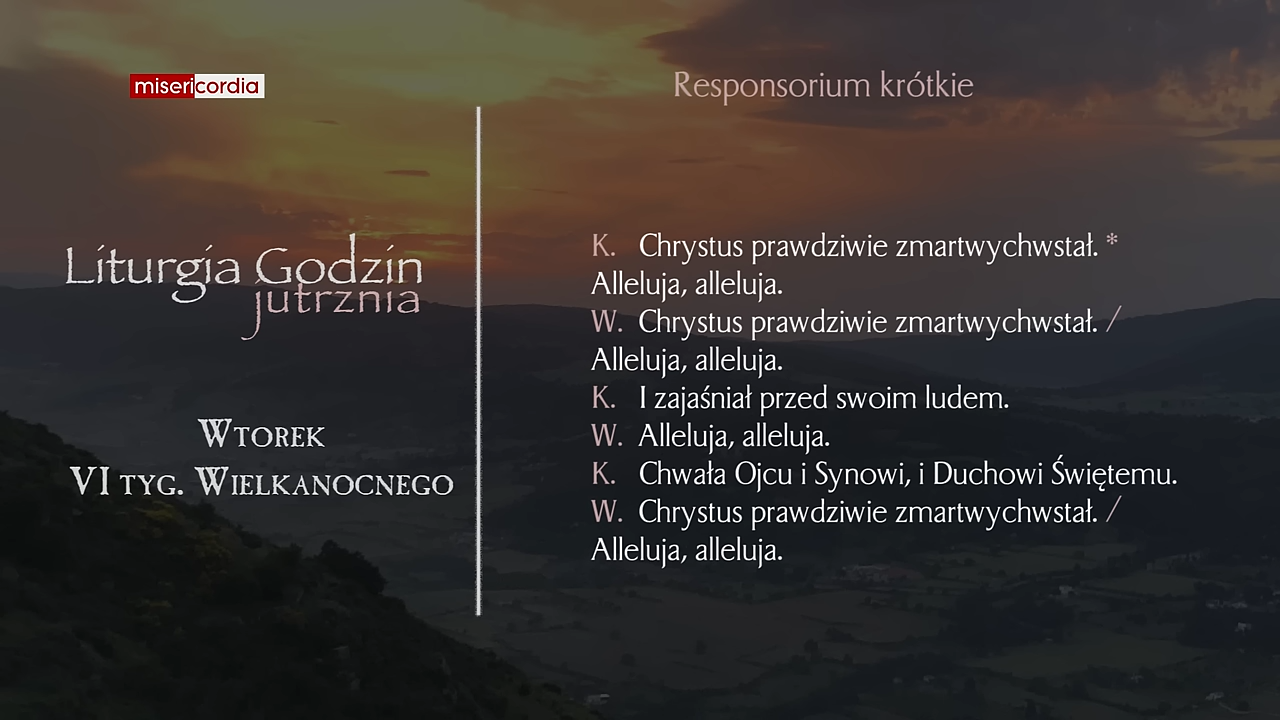 misericordia
Liturgia Godzin
jutrznia
Wtorek
VI tyg. Wielkanocnego
Responsorium krótkie
K. Chrystus prawdziwie zmartwychwstał. *
Alleluja, alleluja.
W. Chrystus prawdziwie zmartwychwstał. /
Alleluja, alleluja.
K. I zajaśniał przed swoim ludem.
W. Alleluja, alleluja.
K. Chwała Ojcu i Synowi, i Duchowi Świętemu.
W. Chrystus prawdziwie zmartwychwstał. /
Alleluja, alleluja.